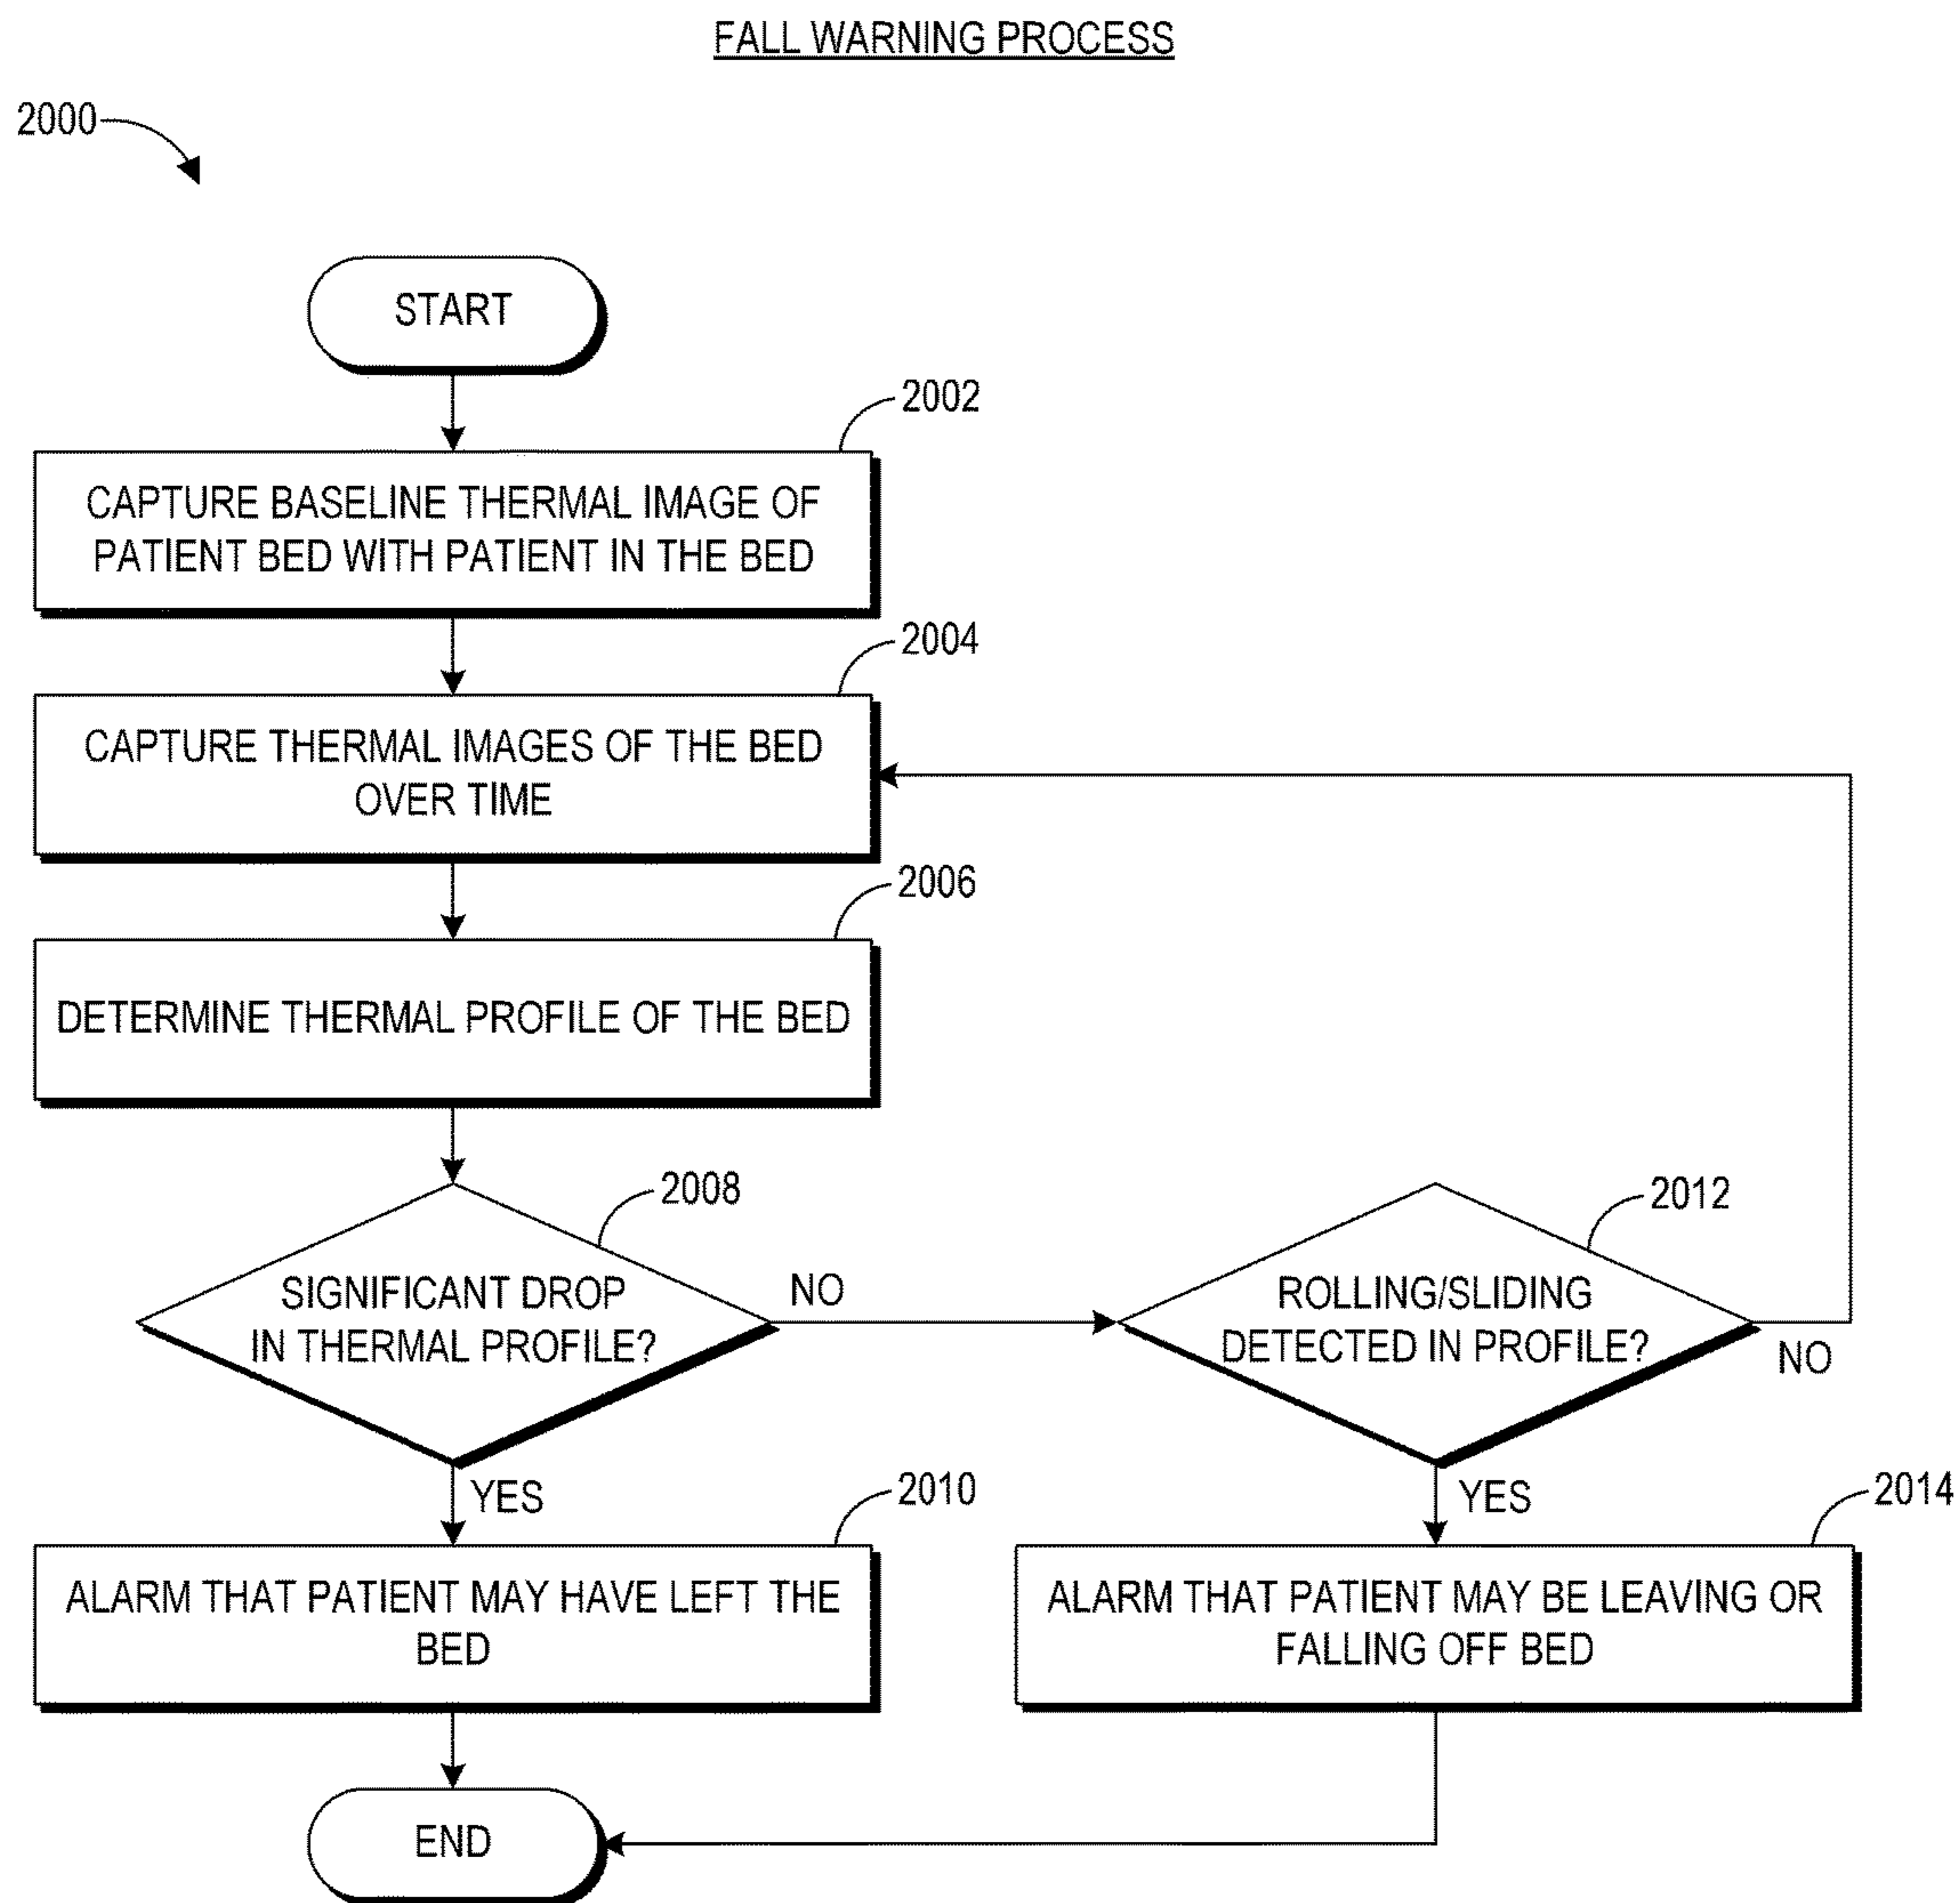 FALL WARNING PROCESS
2000
START
2002
CAPTURE BASELINE THERMAL IMAGE OF
PATIENT BED WITH PATIENT IN THE BED
2004
CAPTURE THERMAL IMAGES OF THE BED
OVER TIME
2006
DETERMINE THERMAL PROFILE OF THE BED
2008
SIGNIFICANT DROP
IN THERMAL PROFILE?
NO
2012
ROLLING/SLIDING
DETECTED IN PROFILE?
NO
YES
2010
ALARM THAT PATIENT MAY HAVE LEFT THE
BED
YES
2014
ALARM THAT PATIENT MAY BE LEAVING OR
FALLING OFF BED
END